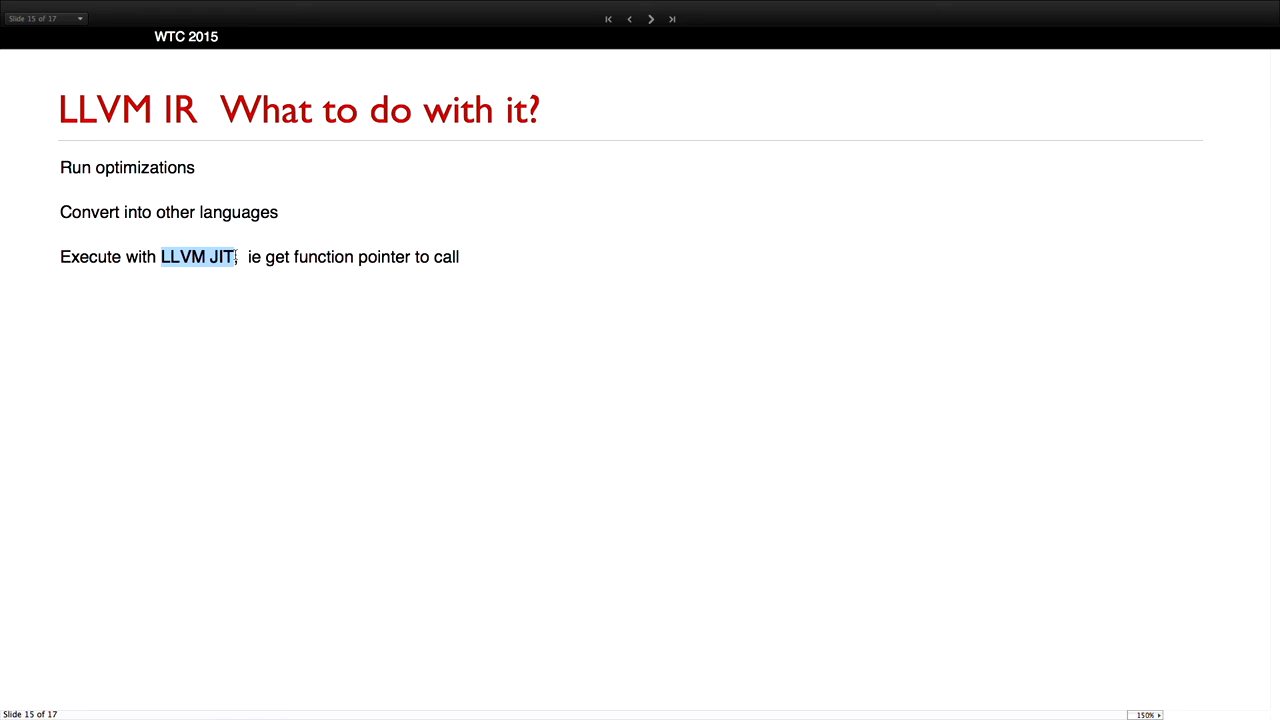 Slide 15 of 17
WTC 2015
LLVM IR  What to do with it?
Run optimizations
Convert into other languages
Execute with LLVM JIT,  ie get function pointer to call
Slide 15 of 17
150%